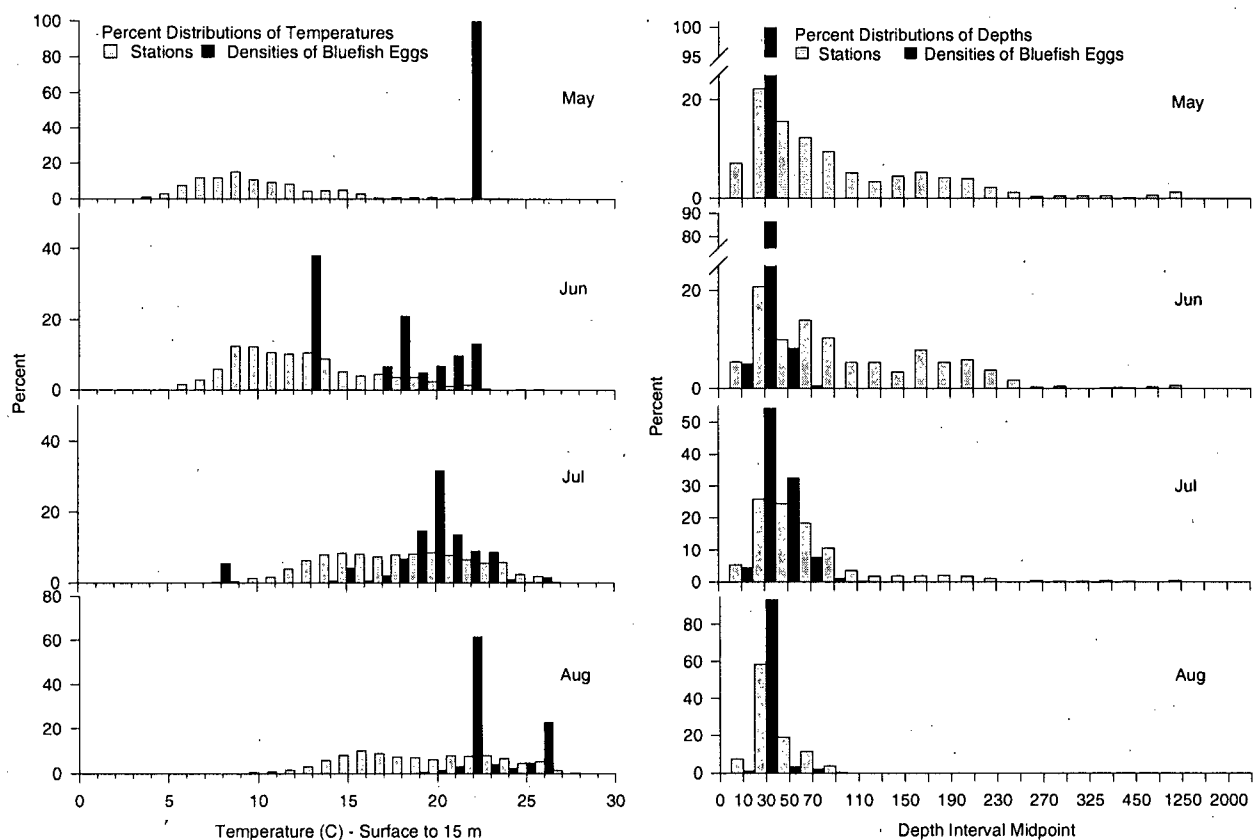 Percent Distributions of Temperatures
Stations Densities of Bluefish Eggs
100
80
60
40
20
0
May
40
20
0
Jun
40
20
0
Jul
60
40
20
0
Aug
Percent
0 5 10 15 20 25 30
Temperature (C) - Surface to 15 m
Percent Distributions of Depths
Stations Densities of Bluefish Eggs
100
95
20
0
May
90
80
20
0
Jun
50
40
30
20
10
0
Jul
80
60
40
20
0
Aug
Percent
0 10 30 50 70 110 150 190 230 270 325 450 1250 2000
Depth Interval Midpoint